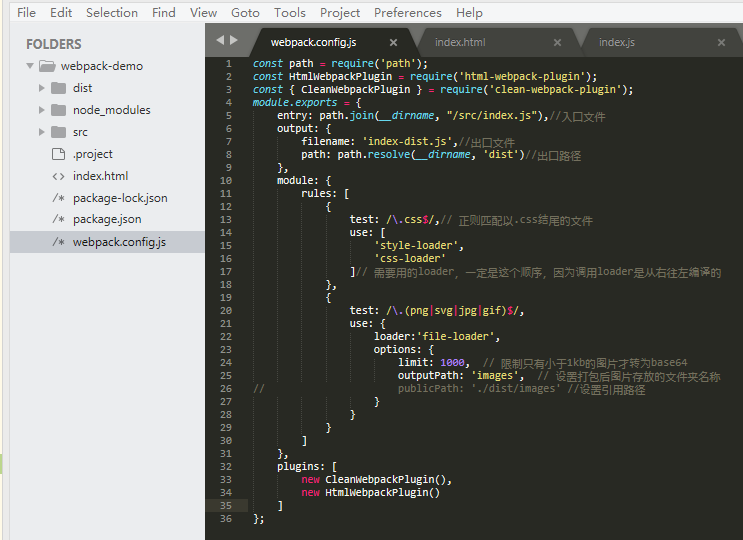 File Edit Selection Find View Goto Tools Project Preferences Help
FOLDERS
webpack-demo
dist
node_modules
src
.project
<> index.html
/* package-lock.json
/* package.json
/* webpack.config.js
webpack.config.js × index.html × index.js ×
1 const path = require('path');
2 const HtmlWebpackPlugin = require('html-webpack-plugin');
3 const { CleanWebpackPlugin } = require('clean-webpack-plugin');
4 module.exports = {
5 entry: path.join(__dirname, "/src/index.js"),//入口文件
6 output: {
7 filename: 'index-dist.js',//出口文件
8 path: path.resolve(__dirname, 'dist')//出口路径
9 },
10 module: {
11 rules: [
12 {
13 test: /\.css$/,// 正则匹配以.css结尾的文件
14 use: [
15 'style-loader',
16 'css-loader'
17 ]// 需要用的loader，一定是这个顺序，因为调用loader是从右往左编译的
18 },
19 {
20 test: /\.(png|svg|jpg|gif)$/,
21 use: {
22 loader:'file-loader',
23 options: {
24 limit: 1000, // 限制只有小于1kb的图片才转为base64
25 outputPath: 'images', // 设置打包后图片存放的文件夹名称
26 // publicPath: './dist/images' //设置引用路径
27 }
28 }
29 }
30 ]
31 },
32 plugins: [
33 new CleanWebpackPlugin(),
34 new HtmlWebpackPlugin()
35 ]
36 };